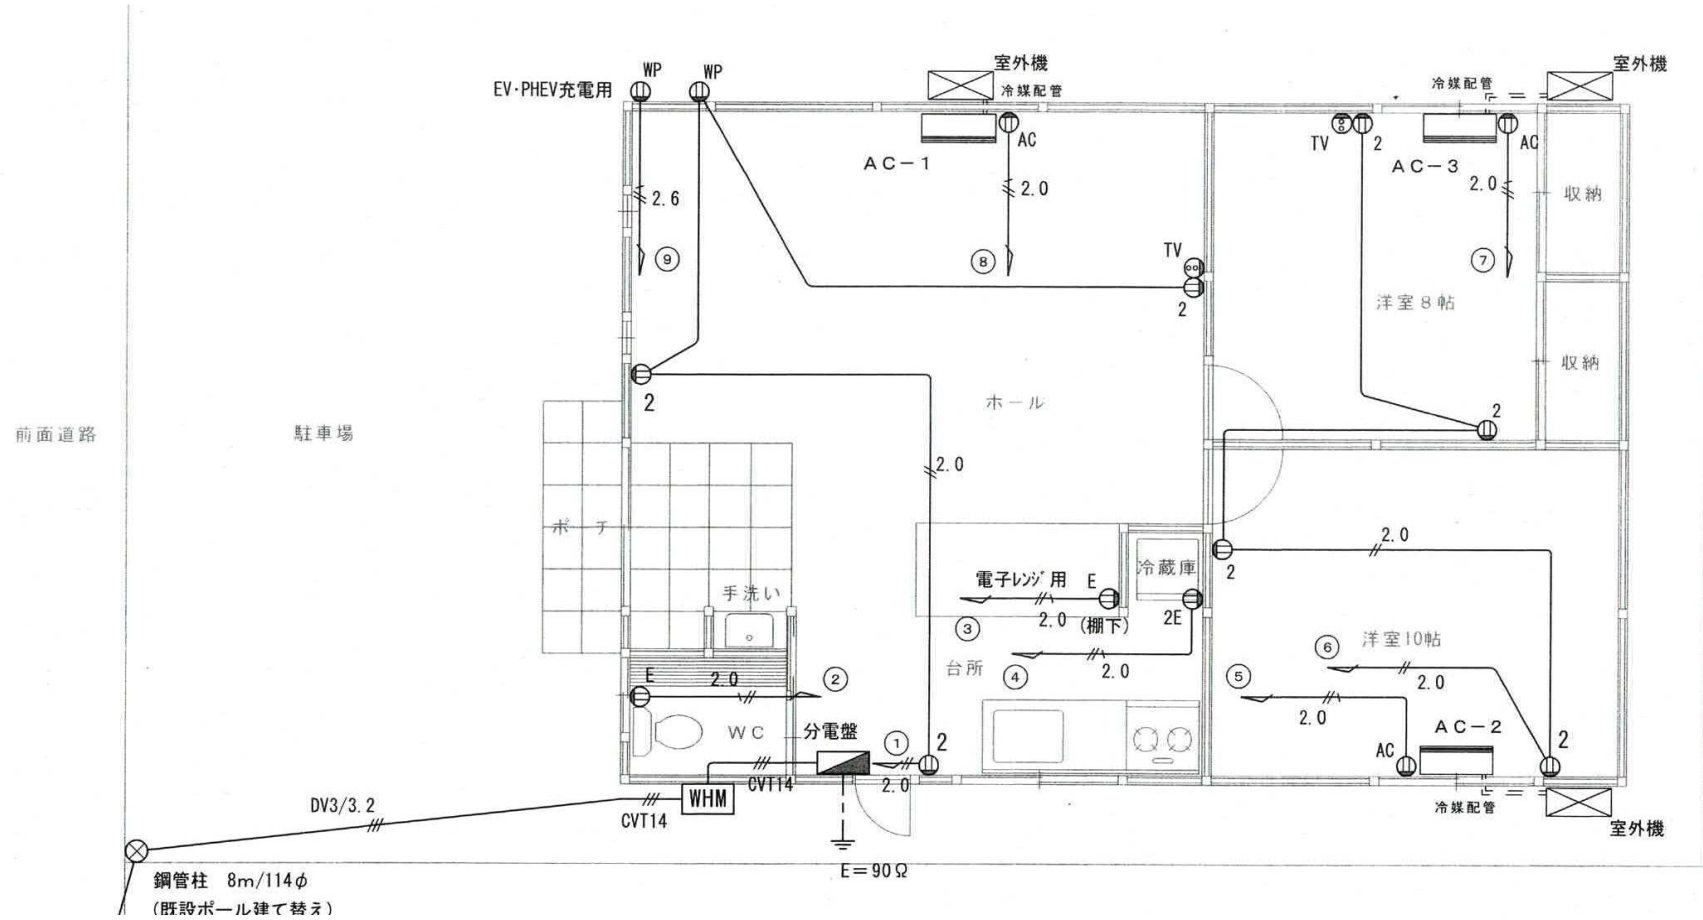 室外機
室外機
WP
WP
EV・PHEV充電用
冷媒配管
冷媒配管
AC
TV
2
AC
AC－1
AC－3
2.6
2.0
2.0
収納
⑨
⑧
TV
⑦
2
洋室8帖
収納
2
ホール
2
前面道路
駐車場
2.0
ポーチ
2.0
2
冷蔵庫
電子レンジ用
E
手洗い
2.0
(棚下)
2E
③
洋室10帖
⑥
台所
2.0
④
E
2.0
②
⑤
2.0
2.0
WC
分電盤
①
2
AC－2
AC
2
CVT14
2.0
WHM
DV3/3.2
CVT14
冷媒配管
室外機
E＝90Ω
鋼管柱　8m/114φ
(既設ポール建て替え)